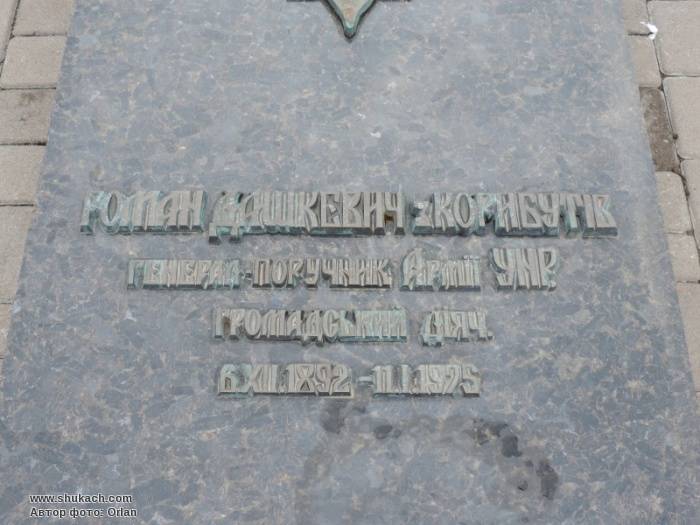 РОМАН ДАШКЕВИЧ з КОРИБУТІВ
ГЕНЕРАЛ-ПОРУЧНИК АРМІЇ УНР.
ГРОМАДСЬКИЙ ДІЯЧ.
6.XII.1892 - 11.I.1975
www.shukach.com
Автор фото: Orlan